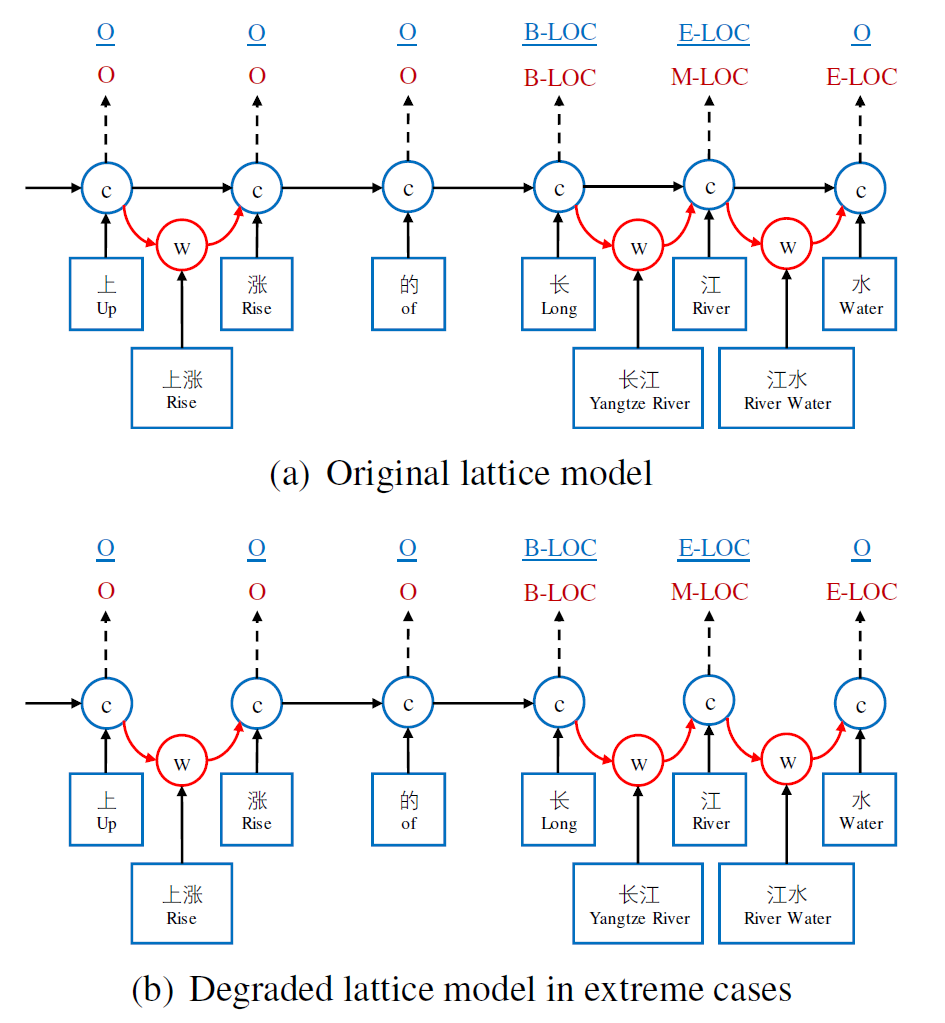 O O O B-LOC E-LOC O
O O O B-LOC M-LOC E-LOC
c c c c c c
w w w
上 涨 的 长 江 水
Up Rise of Long River Water
上涨 长江 江水
Rise Yangtze River River Water
(a) Original lattice model
O O O B-LOC E-LOC O
O O O B-LOC M-LOC E-LOC
c c c c c c
w w w
上 涨 的 长 江 水
Up Rise of Long River Water
上涨 长江 江水
Rise Yangtze River River Water
(b) Degraded lattice model in extreme cases